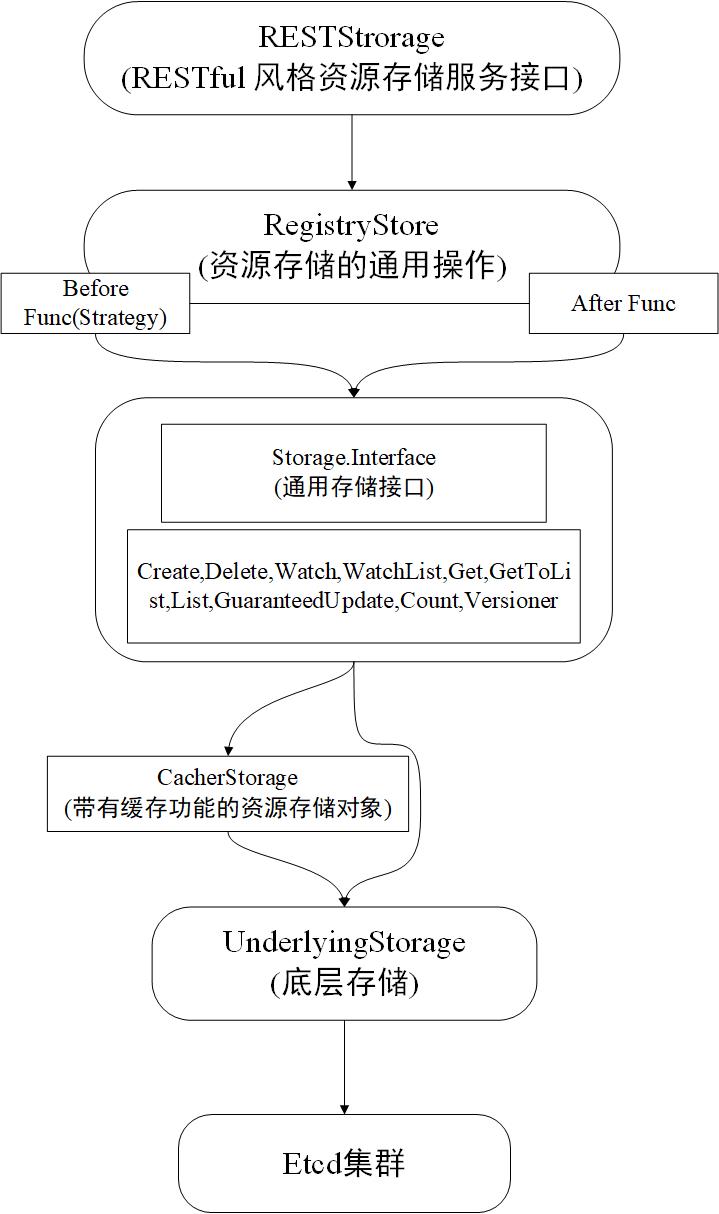 RESTStrorage
(RESTful 风格资源存储服务接口)
RegistryStore
(资源存储的通用操作)
Before
Func(Strategy)
After Func
Storage.Interface
(通用存储接口)
Create,Delete,Watch,WatchList,Get,GetToLi
st,List,GuaranteedUpdate,Count,Versioner
CacherStorage
(带有缓存功能的资源存储对象)
UnderlyingStorage
(底层存储)
Etcd集群